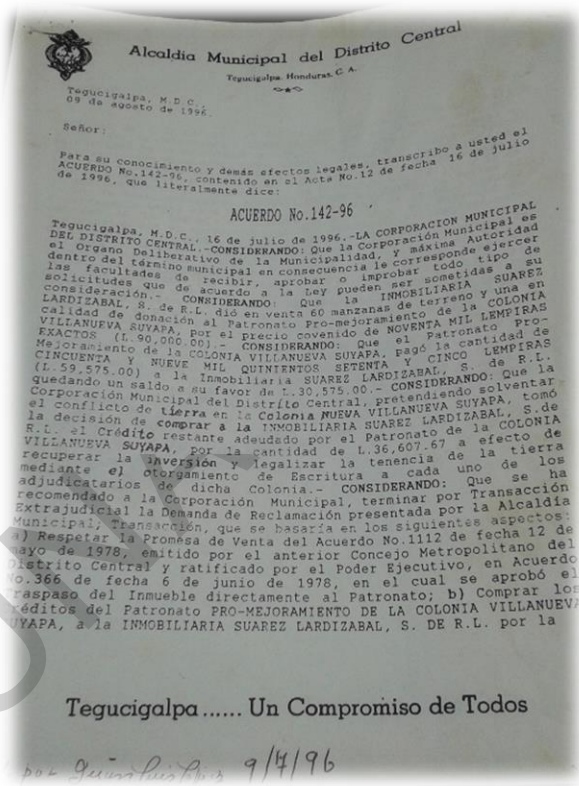 Alcaldia Municipal del Distrito Central
Tegucigalpa, Honduras, C. A.
Tegucigalpa, M.D.C.,
09 de agosto de 1996.
Señor:
Para su conocimiento y demás efectos legales, transcribo a usted el
ACUERDO No.142-96, contenido en el Acta No.12 de fecha 16 de julio
de 1996, que literalmente dice:
ACUERDO No.142-96
Tegucigalpa, M.D.C., 16 de julio de 1996.-LA CORPORACION MUNICIPAL
DEL DISTRITO CENTRAL.-CONSIDERANDO: Que la Corporación Municipal es
el Organo Deliberativo de la Municipalidad, y máxima Autoridad
dentro del término municipal en consecuencia le corresponde ejercer
las facultades de recibir, aprobar o improbar todo tipo de
solicitudes que de acuerdo a la Ley pueden ser sometidas a su
consideración.- CONSIDERANDO: Que la INMOBILIARIA SUAREZ
LARDIZABAL, S. de R.L. dió en venta 60 manzanas de terreno y una en
calidad de donación al Patronato Pro-mejoramiento de la COLONIA
VILLANUEVA SUYAPA, por el precio covenido de NOVENTA MIL LEMPIRAS
EXACTOS (L.90,000.00).- CONSIDERANDO: Que el Patronato Pro-
Mejoramiento de la COLONIA VILLANUEVA SUYAPA, pagó la cantidad de
CINCUENTA Y NUEVE MIL QUINIENTOS SETENTA Y CINCO LEMPIRAS
(L.59,575.00) a la Inmobiliaria SUAREZ LARDIZABAL, S. de R.L.
quedando un saldo a su favor de L.30,575.00.- CONSIDERANDO: Que la
Corporación Municipal del Distrito Central, pretendiendo solventar
el conflicto de tierra en la Colonia NUEVA VILLANUEVA SUYAPA, tomó
la decisión de comprar a la INMOBILIARIA SUAREZ LARDIZABAL, S.de
R.L. el Crédito restante adeudado por el Patronato de la COLONIA
VILLANUEVA SUYAPA, por la cantidad de L.36,607.67 a efecto de
recuperar la inversión y legalizar la tenencia de la tierra
mediante el otorgamiento de Escritura a cada uno de los
adjudicatarios de dicha Colonia.- CONSIDERANDO: Que se ha
recomendado a la Corporación Municipal, terminar por Transacción
Extrajudicial la Demanda de Reclamación presentada por la Alcaldía
Municipal; Transacción, que se basaría en los siguientes aspectos:
a) Respetar la Promesa de Venta del Acuerdo No.1112 de fecha 12 de
mayo de 1978, emitido por el anterior Concejo Metropolitano del
Distrito Central y ratificado por el Poder Ejecutivo, en Acuerdo
No.366 de fecha 6 de junio de 1978, en el cual se aprobó el
raspaso del Inmueble directamente al Patronato; b) Comprar los
réditos del Patronato PRO-MEJORAMIENTO DE LA COLONIA VILLANUEVA
UYAPA, a la INMOBILIARIA SUAREZ LARDIZABAL, S. DE R.L. por la
Tegucigalpa...... Un Compromiso de Todos
por 9/7/96